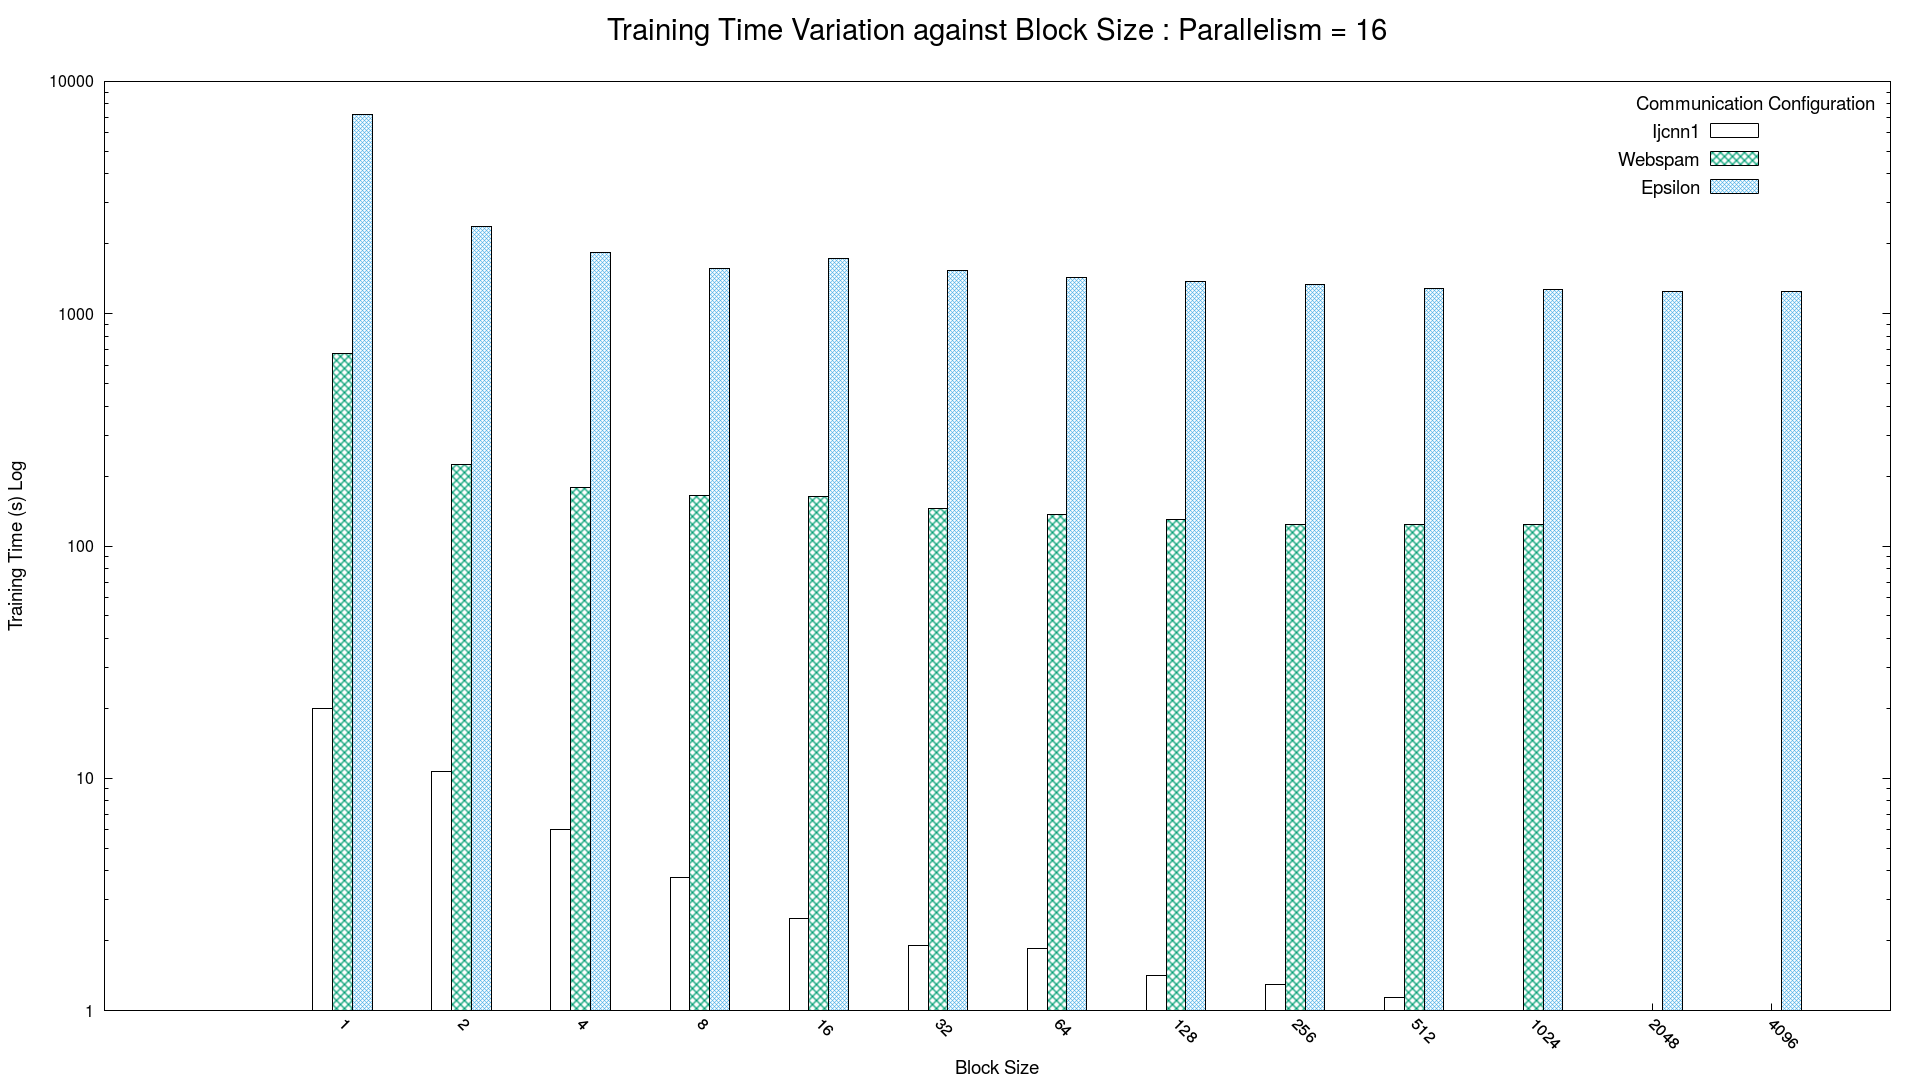 Training Time Variation against Block Size : Parallelism = 16
Communication Configuration
Ijcnn1
Webspam
Epsilon
Training Time (s) Log
10000
1000
100
10
1
1 2 4 8 16 32 64 128 256 512 1024 2048 4096
Block Size